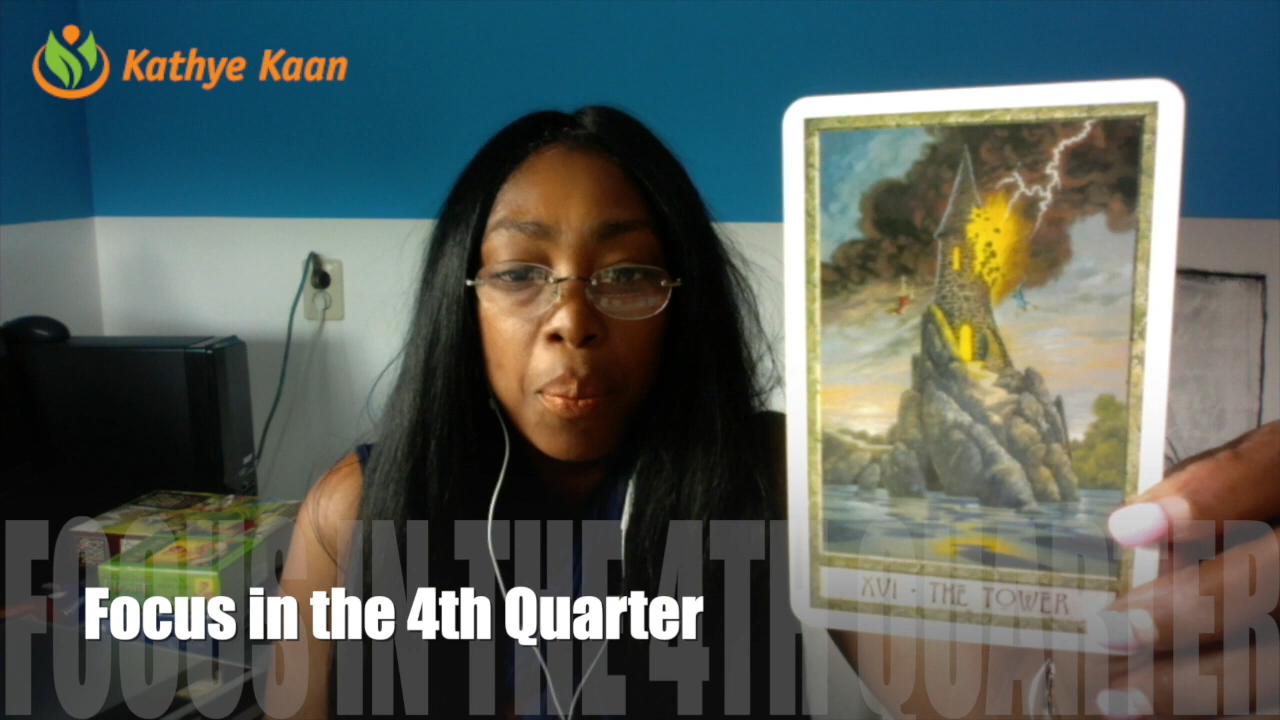 Kathye Kaan
XVI · THE TOWER
FOCUS IN THE 4TH QUARTER
Focus in the 4th Quarter